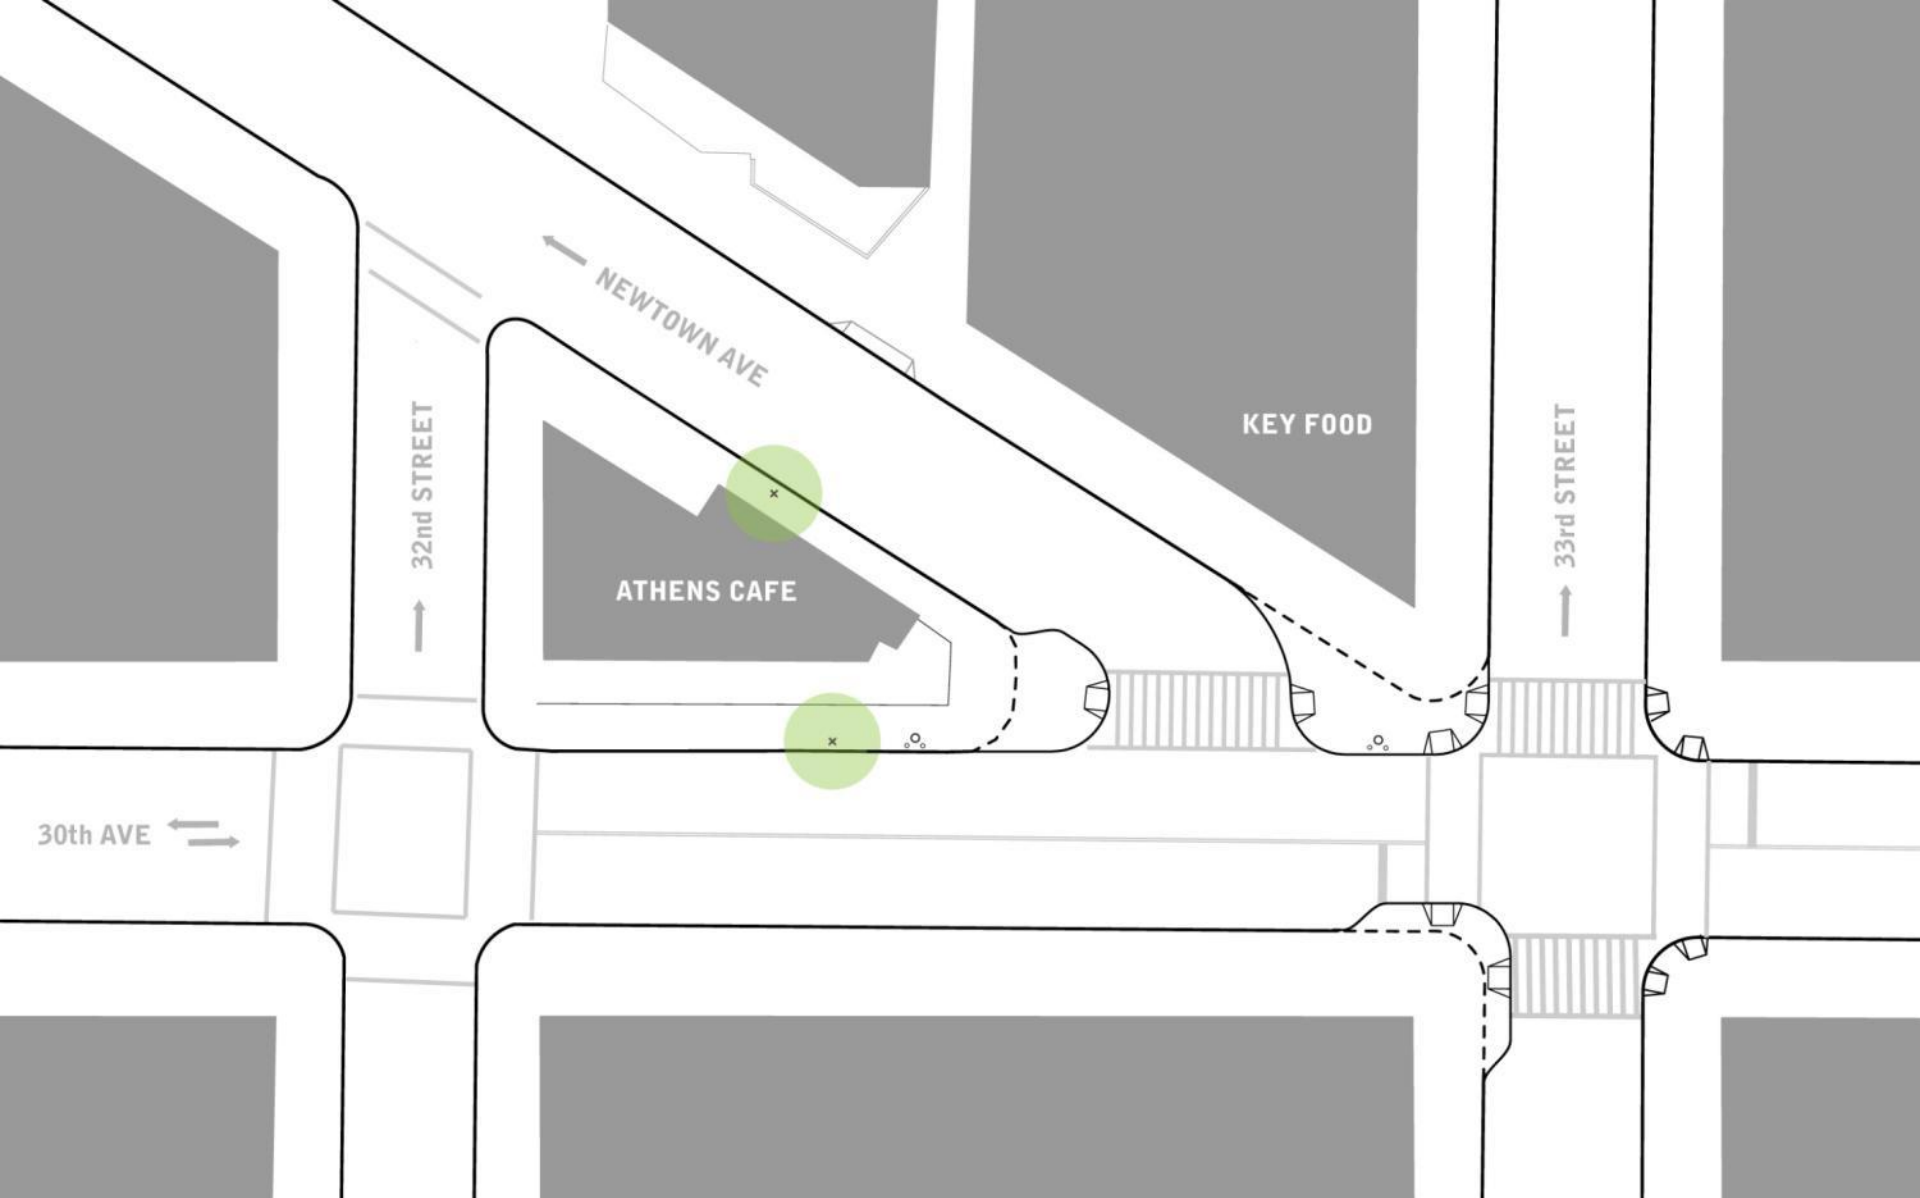 NEWTOWN AVE
KEY FOOD
32nd STREET
33rd STREET
ATHENS CAFE
30th AVE